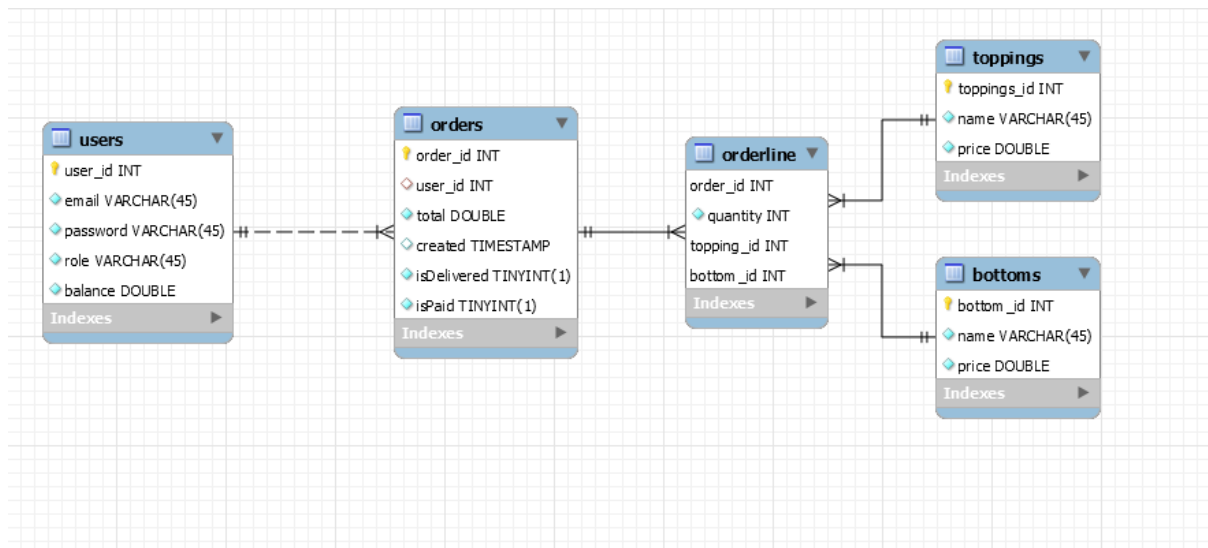 users
user_id INT
email VARCHAR(45)
password VARCHAR(45)
role VARCHAR(45)
balance DOUBLE
Indexes
orders
order_id INT
user_id INT
total DOUBLE
created TIMESTAMP
isDelivered TINYINT(1)
isPaid TINYINT(1)
Indexes
orderline
order_id INT
quantity INT
topping_id INT
bottom_id INT
Indexes
toppings
toppings_id INT
name VARCHAR(45)
price DOUBLE
Indexes
bottoms
bottom_id INT
name VARCHAR(45)
price DOUBLE
Indexes